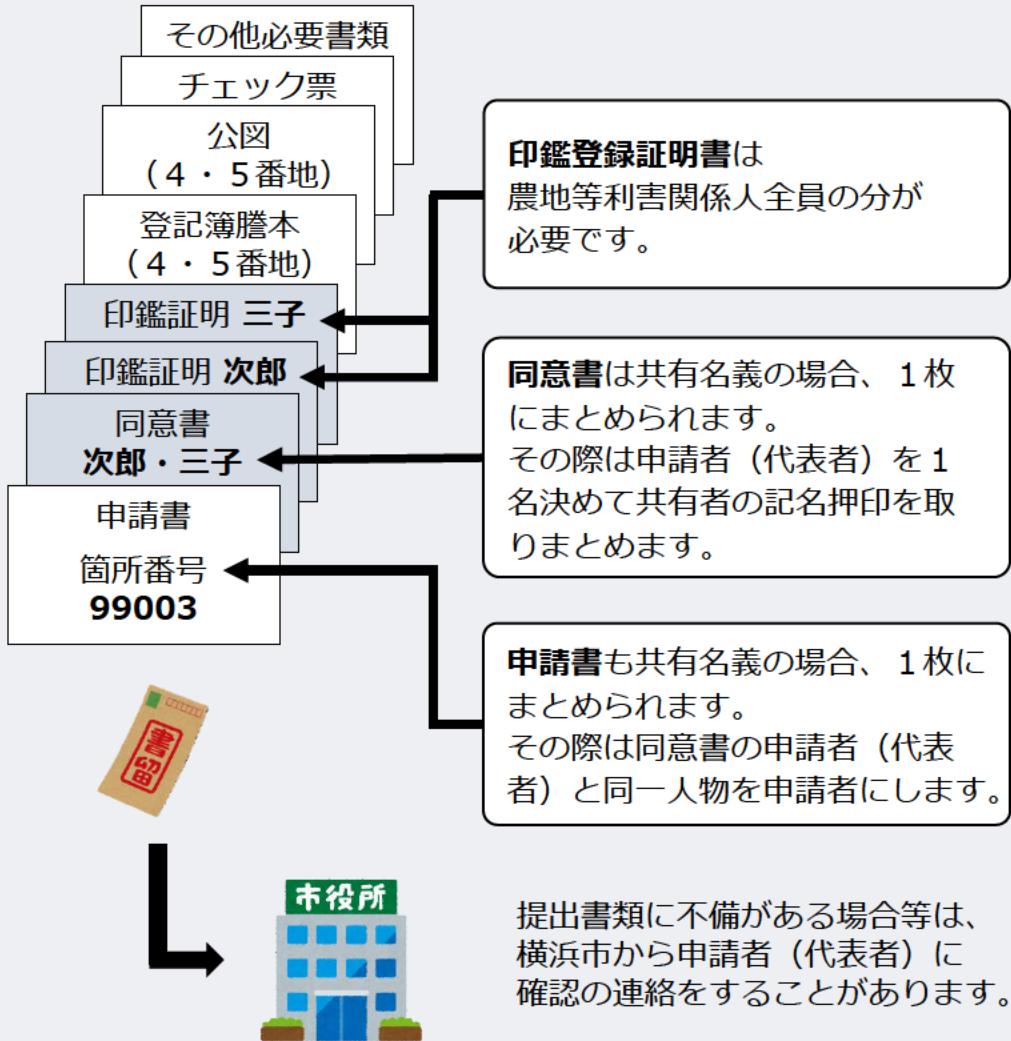 その他必要書類
チェック票
公図
（４・５番地）
登記簿謄本
（４・５番地）
印鑑証明 三子
印鑑証明 次郎
同意書
次郎・三子
申請書
箇所番号
99003
印鑑登録証明書は
農地等利害関係人全員の分が
必要です。
同意書は共有名義の場合、１枚
にまとめられます。
その際は申請者（代表者）を１
名決めて共有者の記名押印を取
りまとめます。
申請書も共有名義の場合、１枚に
まとめられます。
その際は同意書の申請者（代表
者）と同一人物を申請者にします。
書留
市役所
提出書類に不備がある場合等は、
横浜市から申請者（代表者）に
確認の連絡をすることがあります。